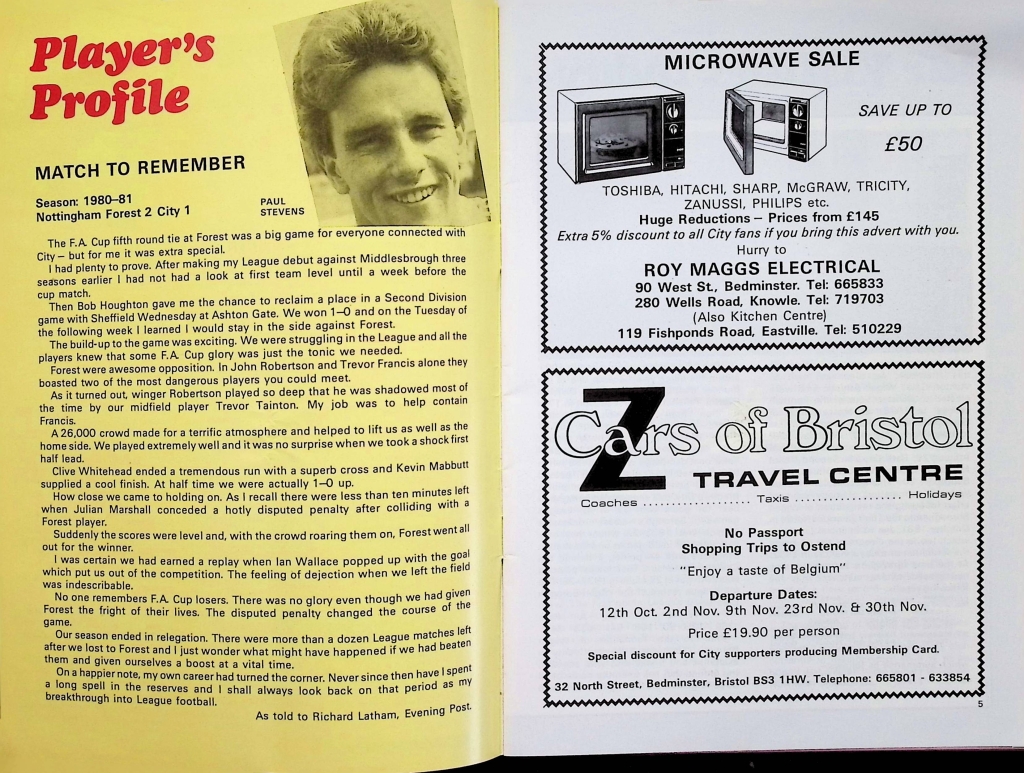 Player's
Profile
MATCH TO REMEMBER
Season: 1980–81
Nottingham Forest 2 City 1
PAUL
STEVENS
The F.A. Cup fifth round tie at Forest was a big game for everyone connected with
City – but for me it was extra special.
I had plenty to prove. After making my League debut against Middlesbrough three
seasons earlier I had not had a look at first team level until a week before the
cup match.
Then Bob Houghton gave me the chance to reclaim a place in a Second Division
game with Sheffield Wednesday at Ashton Gate. We won 1–0 and on the Tuesday of
the following week I learned I would stay in the side against Forest.
The build-up to the game was exciting. We were struggling in the League and all the
players knew that some F.A. Cup glory was just the tonic we needed.
Forest were awesome opposition. In John Robertson and Trevor Francis alone they
boasted two of the most dangerous players you could meet.
As it turned out, winger Robertson played so deep that he was shadowed most of
the time by our midfield player Trevor Tainton. My job was to help contain
Francis.
A 26,000 crowd made for a terrific atmosphere and helped to lift us as well as the
home side. We played extremely well and it was no surprise when we took a shock first
half lead.
Clive Whitehead ended a tremendous run with a superb cross and Kevin Mabbutt
supplied a cool finish. At half time we were actually 1–0 up.
How close we came to holding on. As I recall there were less than ten minutes left
when Julian Marshall conceded a hotly disputed penalty after colliding with a
Forest player.
Suddenly the scores were level and, with the crowd roaring them on, Forest went all
out for the winner.
I was certain we had earned a replay when Ian Wallace popped up with the goal
which put us out of the competition. The feeling of dejection when we left the field
was indescribable.
No one remembers F.A. Cup losers. There was no glory even though we had given
Forest the fright of their lives. The disputed penalty changed the course of the
game.
Our season ended in relegation. There were more than a dozen League matches left
after we lost to Forest and I just wonder what might have happened if we had beaten
them and given ourselves a boost at a vital time.
On a happier note, my own career had turned the corner. Never since then have I spent
a long spell in the reserves and I shall always look back on that period as my
breakthrough into League football.
As told to Richard Latham, Evening Post.
MICROWAVE SALE
SAVE UP TO
£50
TOSHIBA, HITACHI, SHARP, McGRAW, TRICITY,
ZANUSSI, PHILIPS etc.
Huge Reductions – Prices from £145
Extra 5% discount to all City fans if you bring this advert with you.
Hurry to
ROY MAGGS ELECTRICAL
90 West St., Bedminster. Tel: 665833
280 Wells Road, Knowle. Tel: 719703
(Also Kitchen Centre)
119 Fishponds Road, Eastville. Tel: 510229
Z Cars of Bristol
TRAVEL CENTRE
Coaches .................... Taxis .................... Holidays
No Passport
Shopping Trips to Ostend
"Enjoy a taste of Belgium"
Departure Dates:
12th Oct. 2nd Nov. 9th Nov. 23rd Nov. & 30th Nov.
Price £19.90 per person
Special discount for City supporters producing Membership Card.
32 North Street, Bedminster, Bristol BS3 1HW. Telephone: 665801 - 633854
5